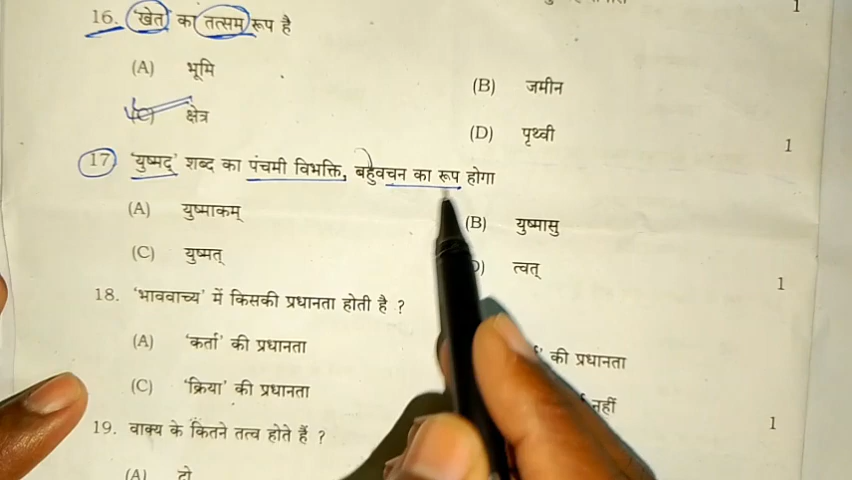 1
16. 'खेत' का तत्सम रूप है
(A) भूमि
(B) जमीन
(C) क्षेत्र
(D) पृथ्वी
1
17 'युष्मद्' शब्द का पंचमी विभक्ति, बहुवचन का रूप होगा
(A) युष्माकम्
(B) युष्मासु
(C) युष्मत्
D) त्वत्
1
18. 'भाववाच्य' में किसकी प्रधानता होती है ?
(A) 'कर्ता' की प्रधानता
की प्रधानता
(C) 'क्रिया' की प्रधानता
नहीं
1
19. वाक्य के कितने तत्व होते हैं ?
(A) दो